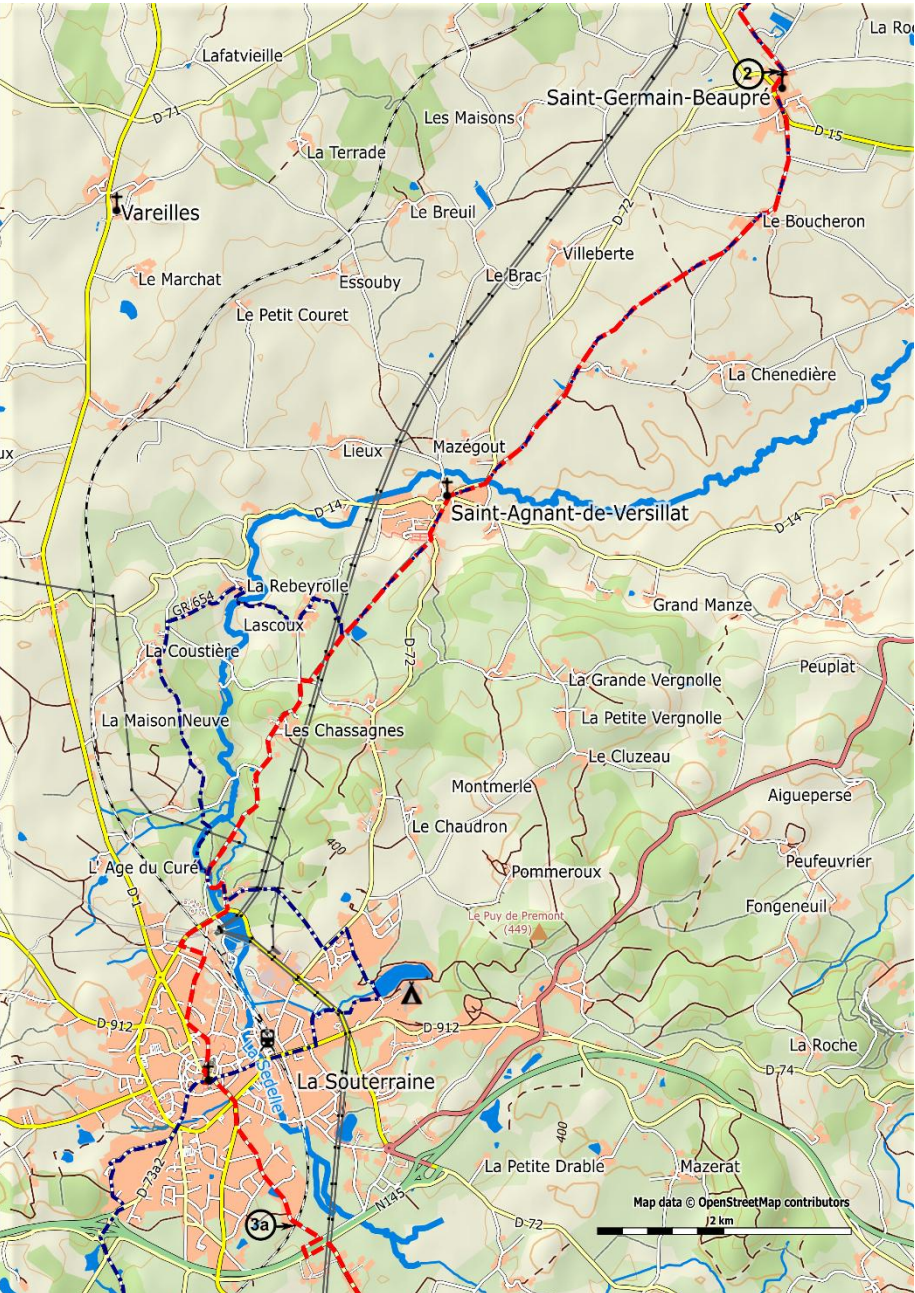 La Ro
Lafatvieille
2
Saint-Germain-Beaupré
D 71
Les Maisons
D 15
La Terrade
Vareilles
Le Breuil
D 72
Le Boucheron
Villeberte
Le Marchat
Essouby
Le Brac
Le Petit Couret
La Chenedière
ux
Lieux
Mazégout
D 14
Saint-Agnant-de-Versillat
D 14
La Rebeyrolle
GR 654
Lascoux
Grand Manze
La Coustière
D 72
Peuplat
La Grande Vergnolle
La Maison Neuve
La Petite Vergnolle
Les Chassagnes
Le Cluzeau
Montmerle
Aigueperse
Le Chaudron
400
L' Age du Curé
Peufeuvrier
Pommeroux
D 1
Fongeneuil
Le Puy de Premont
(449)
D 912
D 912
La Roche
La Sedelle
D 74
La Souterraine
400
D 73a2
La Petite Drable
Mazerat
N145
Map data © OpenStreetMap contributors
3a
D 72
2 km